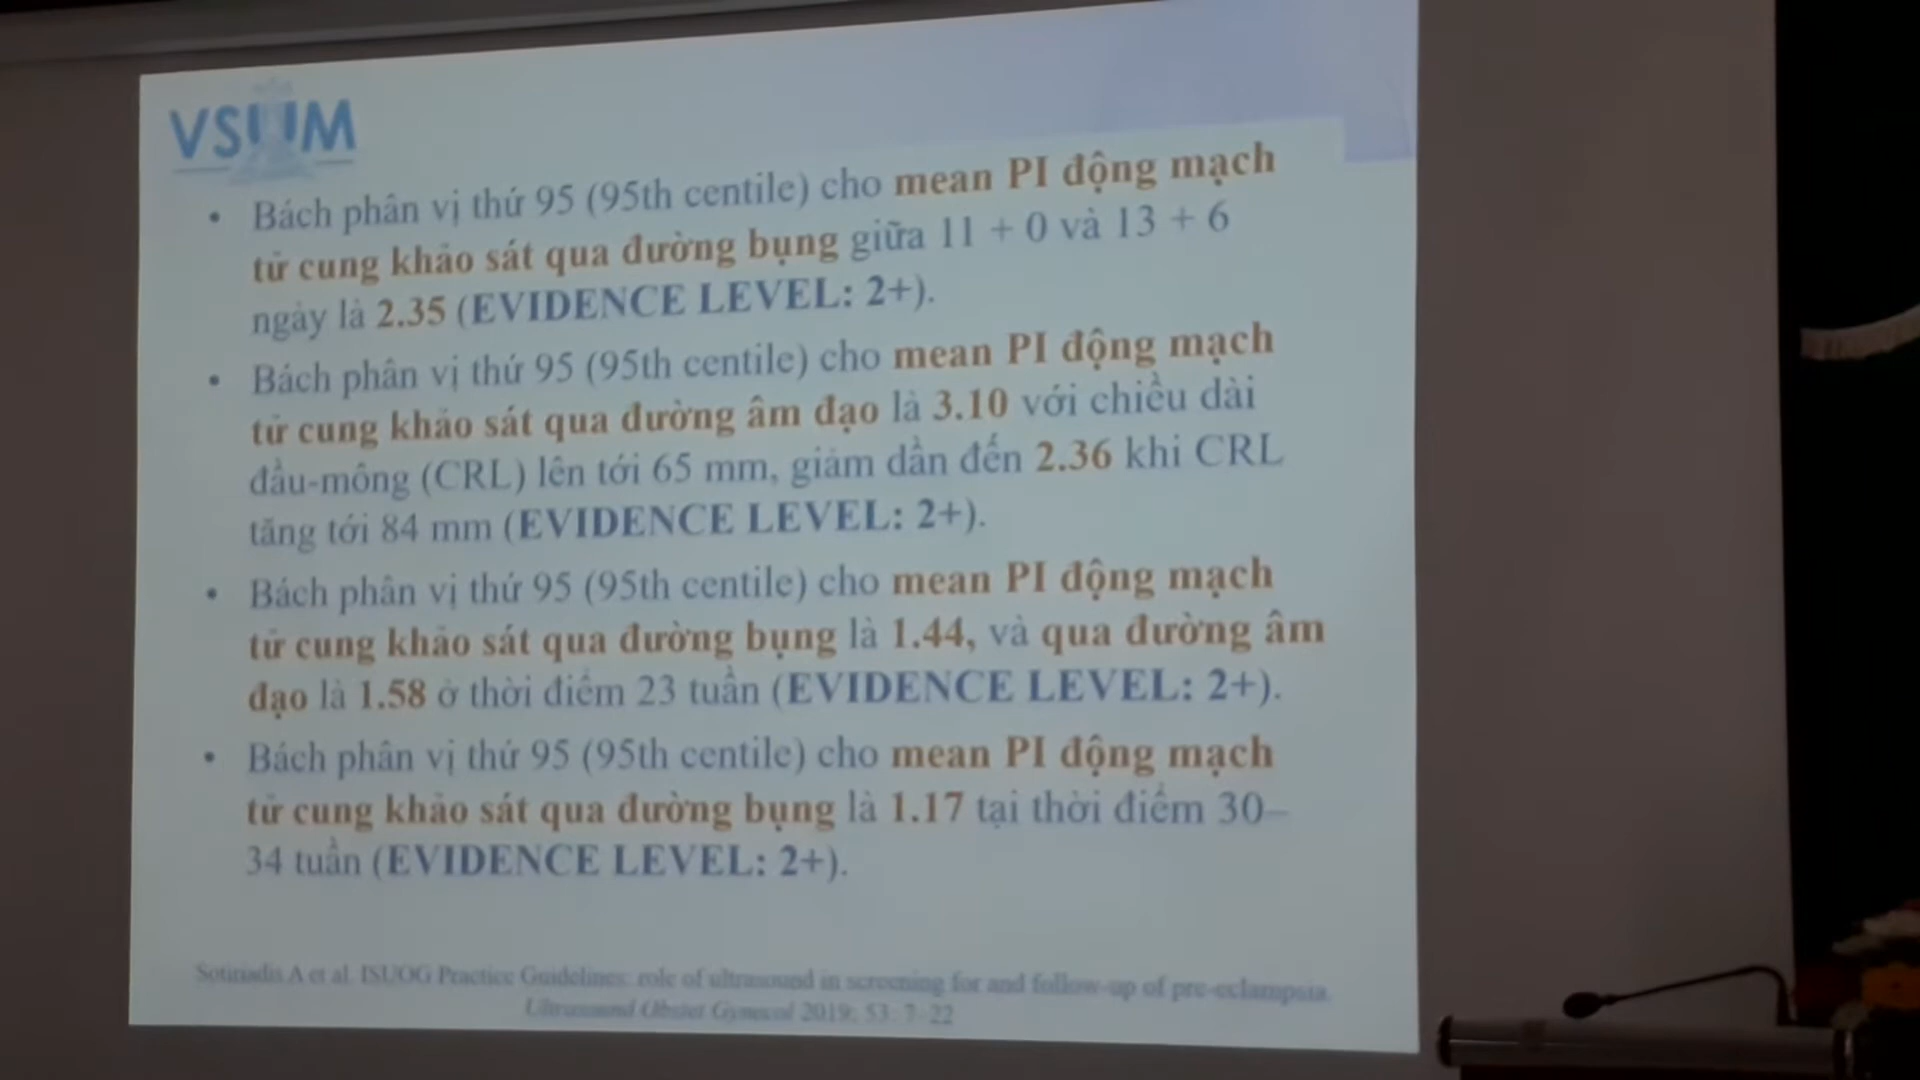 VSUM
• Bách phân vị thứ 95 (95th centile) cho mean PI động mạch
tử cung khảo sát qua đường bụng giữa 11 + 0 và 13 + 6
ngày là 2.35 (EVIDENCE LEVEL: 2+).
• Bách phân vị thứ 95 (95th centile) cho mean PI động mạch
tử cung khảo sát qua đường âm đạo là 3.10 với chiều dài
đầu-mông (CRL) lên tới 65 mm, giảm dần đến 2.36 khi CRL
tăng tới 84 mm (EVIDENCE LEVEL: 2+).
• Bách phân vị thứ 95 (95th centile) cho mean PI động mạch
tử cung khảo sát qua đường bụng là 1.44, và qua đường âm
đạo là 1.58 ở thời điểm 23 tuần (EVIDENCE LEVEL: 2+).
• Bách phân vị thứ 95 (95th centile) cho mean PI động mạch
tử cung khảo sát qua đường bụng là 1.17 tại thời điểm 30–
34 tuần (EVIDENCE LEVEL: 2+).
Sotiriadis A et al. ISUOG Practice Guidelines: role of ultrasound in screening for and follow-up of pre-eclampsia.
Ultrasound Obstet Gynecol 2019; 53: 7–22